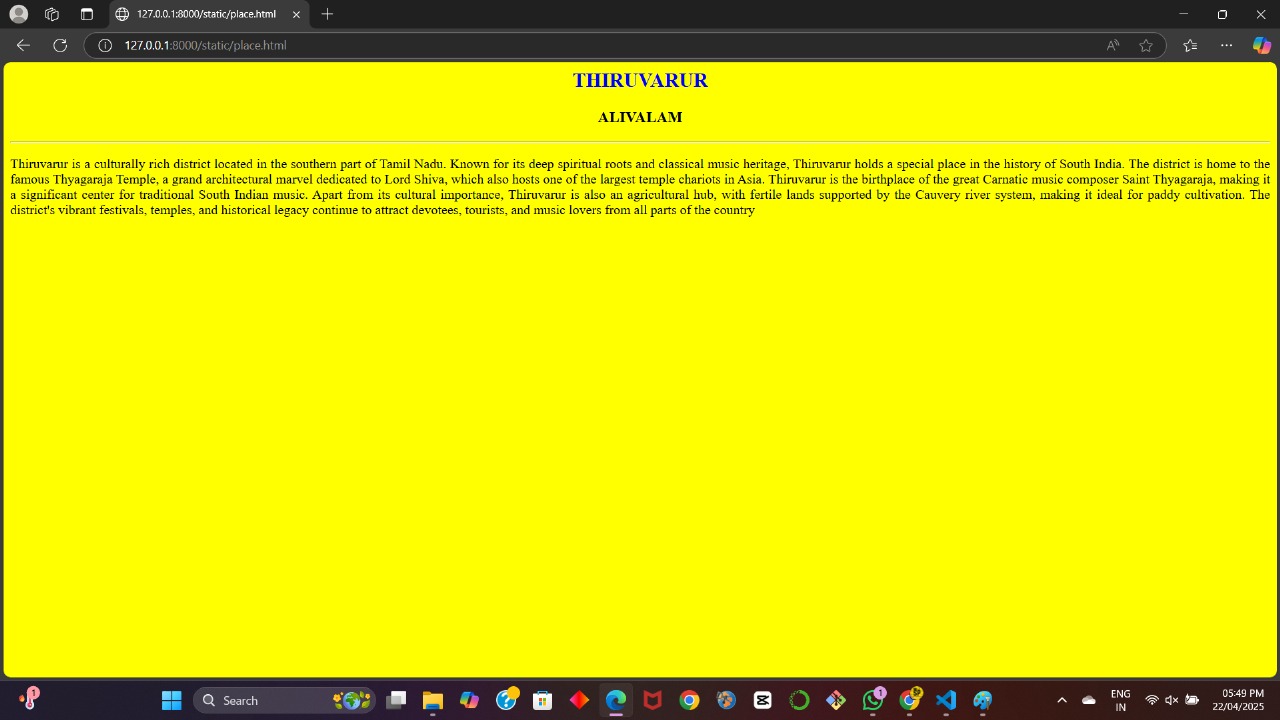 127.0.0.1:8000/static/place.html
127.0.0.1:8000/static/place.html
THIRUVARUR
ALIVALAM
Thiruvarur is a culturally rich district located in the southern part of Tamil Nadu. Known for its deep spiritual roots and classical music heritage, Thiruvarur holds a special place in the history of South India. The district is home to the
famous Thyagaraja Temple, a grand architectural marvel dedicated to Lord Shiva, which also hosts one of the largest temple chariots in Asia. Thiruvarur is the birthplace of the great Carnatic music composer Saint Thyagaraja, making it
a significant center for traditional South Indian music. Apart from its cultural importance, Thiruvarur is also an agricultural hub, with fertile lands supported by the Cauvery river system, making it ideal for paddy cultivation. The
district's vibrant festivals, temples, and historical legacy continue to attract devotees, tourists, and music lovers from all parts of the country
1
Search
1
ENG
IN
05:49 PM
22/04/2025